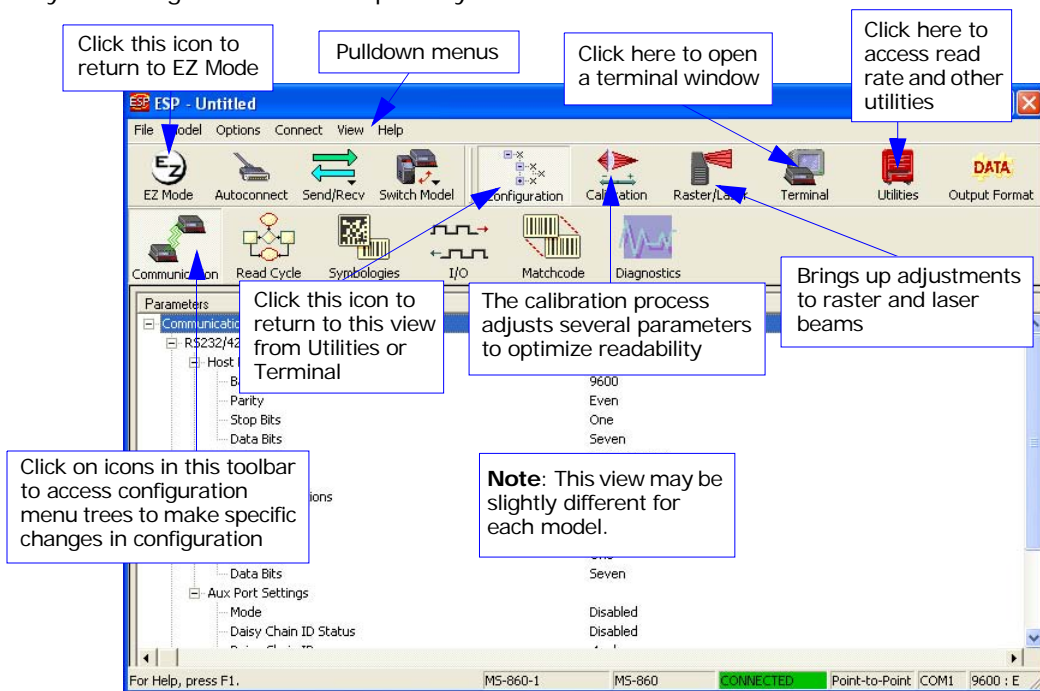 Click this icon to
return to EZ Mode
Pulldown menus
Click here to open
a terminal window
Click here to
access read
rate and other
utilities
ESP - Untitled
File Model Options Connect View Help
EZ Mode Autoconnect Send/Recv Switch Model Configuration Calibration Raster/Laser Terminal Utilities Output Format
EZ
DATA
Communication Read Cycle Symbologies I/O Matchcode Diagnostics
Parameters
Click this icon to
return to this view
from Utilities or
Terminal
The calibration process
adjusts several parameters
to optimize readability
Brings up adjustments
to raster and laser
beams
Communication
RS232/42
Host
9600
Parity Even
Stop Bits One
Data Bits Seven
Click on icons in this toolbar
to access configuration
menu trees to make specific
changes in configuration
ions
Note: This view may be
slightly different for
each model.
Data Bits Seven
Aux Port Settings
Mode Disabled
Daisy Chain ID Status Disabled
For Help, press F1. MS-860-1 MS-860 CONNECTED Point-to-Point COM1 9600 : E